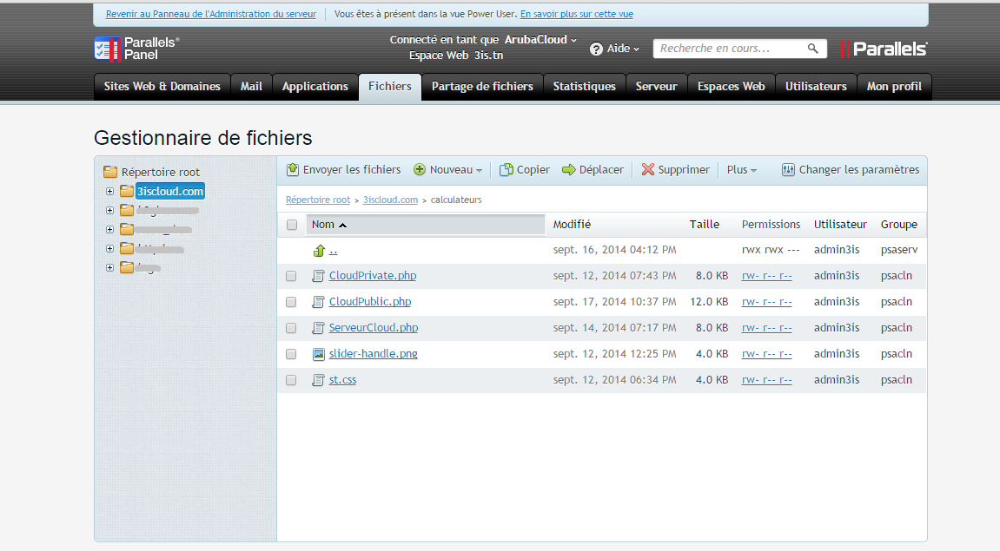 Revenir au Panneau de l'Administration du serveur Vous êtes à présent dans la vue Power User. En savoir plus sur cette vue
Parallels® Panel
Connecté en tant que ArubaCloud
Espace Web 3is.tn
? Aide
Recherche en cours...
Parallels®
Sites Web & Domaines Mail Applications Fichiers Partage de fichiers Statistiques Serveur Espaces Web Utilisateurs Mon profil
Gestionnaire de fichiers
Répertoire root
3iscloud.com
Envoyer les fichiers Nouveau Copier Déplacer Supprimer Plus Changer les paramètres
Répertoire root > 3iscloud.com > calculateurs
Nom Modifié Taille Permissions Utilisateur Groupe
.. sept. 16, 2014 04:12 PM rwx rwx --- admin3is psaserv
CloudPrivate.php sept. 12, 2014 07:43 PM 8.0 KB rw- r-- r-- admin3is psacln
CloudPublic.php sept. 17, 2014 10:37 PM 12.0 KB rw- r-- r-- admin3is psacln
ServeurCloud.php sept. 14, 2014 07:17 PM 8.0 KB rw- r-- r-- admin3is psacln
slider-handle.png sept. 12, 2014 12:25 PM 4.0 KB rw- r-- r-- admin3is psacln
st.css sept. 12, 2014 06:34 PM 4.0 KB rw- r-- r-- admin3is psacln